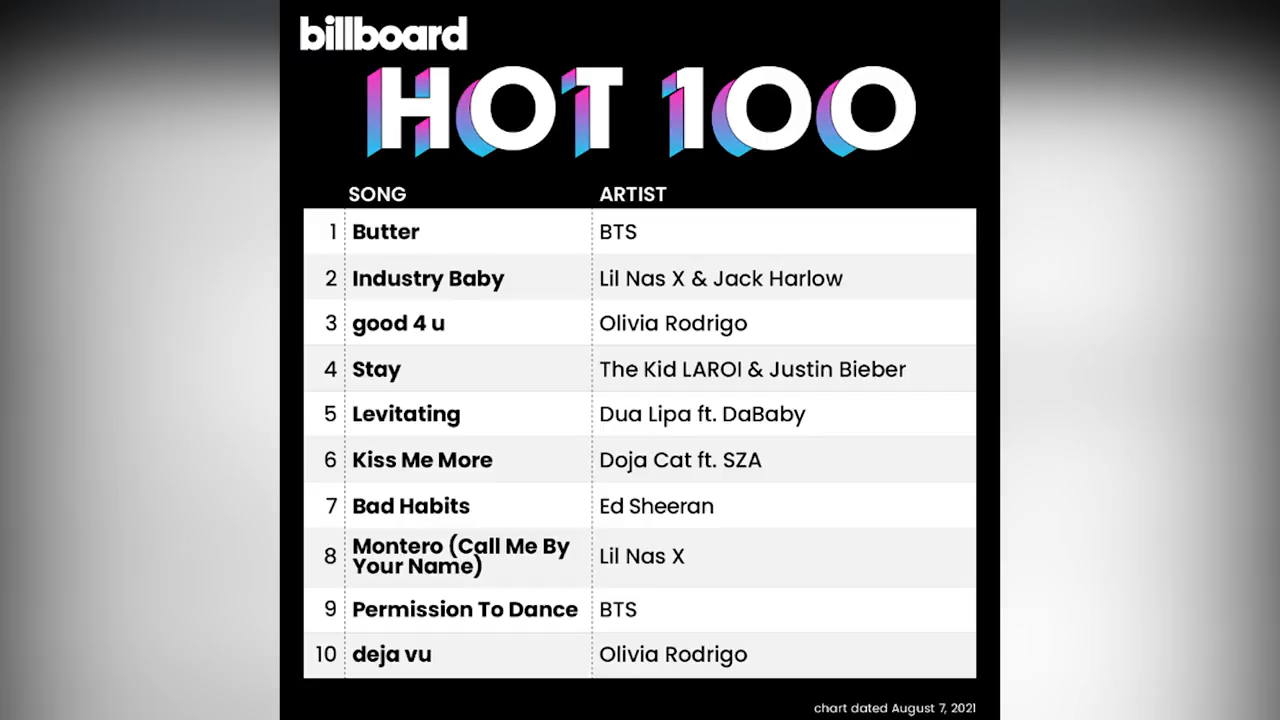 billboard
HOT 100
SONG ARTIST
1 Butter BTS
2 Industry Baby Lil Nas X & Jack Harlow
3 good 4 u Olivia Rodrigo
4 Stay The Kid LAROI & Justin Bieber
5 Levitating Dua Lipa ft. DaBaby
6 Kiss Me More Doja Cat ft. SZA
7 Bad Habits Ed Sheeran
8 Montero (Call Me By
Your Name) Lil Nas X
9 Permission To Dance BTS
10 deja vu Olivia Rodrigo
chart dated August 7, 2021